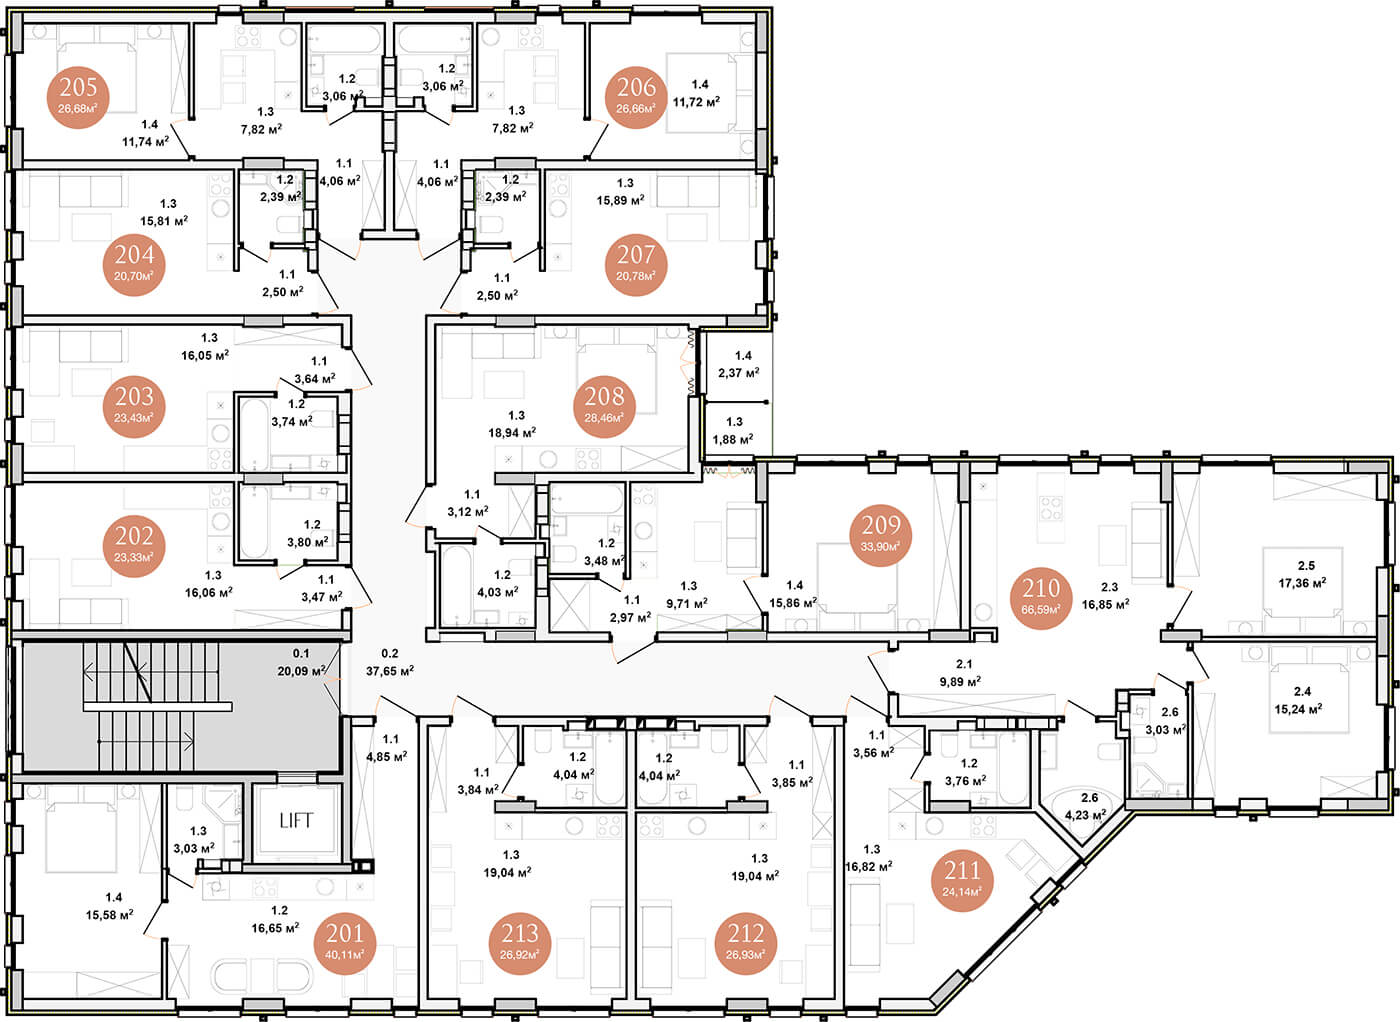 205
26,68м²
1.4
11,74 м²
1.3
7,82 м²
1.2
3,06 м²
1.1
4,06 м²
1.2
3,06 м²
1.3
7,82 м²
1.1
4,06 м²
206
26,66м²
1.4
11,72 м²
1.3
15,81 м²
204
20,70м²
1.2
2,39 м²
1.1
2,50 м²
1.2
2,39 м²
1.1
2,50 м²
1.3
15,89 м²
207
20,78м²
1.3
16,05 м²
203
23,43м²
1.1
3,64 м²
1.2
3,74 м²
208
28,46м²
1.3
18,94 м²
1.4
2,37 м²
1.3
1,88 м²
1.1
3,12 м²
1.2
4,03 м²
202
23,33м²
1.2
3,80 м²
1.3
16,06 м²
1.1
3,47 м²
1.2
3,48 м²
1.1
2,97 м²
1.3
9,71 м²
209
33,90м²
1.4
15,86 м²
210
66,59м²
2.3
16,85 м²
2.5
17,36 м²
0.1
20,09 м²
0.2
37,65 м²
2.1
9,89 м²
2.4
15,24 м²
2.6
3,03 м²
2.6
4,23 м²
1.1
4,85 м²
1.1
3,84 м²
1.2
4,04 м²
1.2
4,04 м²
1.1
3,85 м²
1.1
3,56 м²
1.2
3,76 м²
LIFT
1.3
3,03 м²
1.4
15,58 м²
1.2
16,65 м²
201
40,11м²
1.3
19,04 м²
213
26,92м²
1.3
19,04 м²
212
26,93м²
1.3
16,82 м²
211
24,14м²